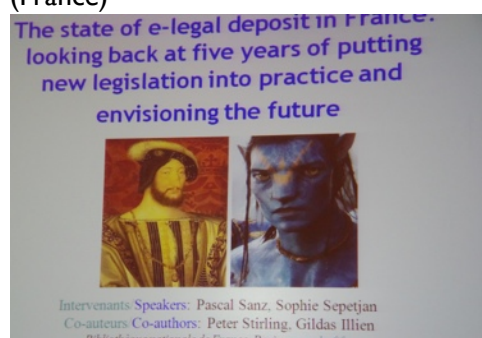 (France)
The state of e-legal deposit in France:
looking back at five years of putting
new legislation into practice and
envisioning the future
Intervenants/Speakers: Pascal Sanz, Sophie Sepetjan
Co-auteurs/Co-authors: Peter Stirling, Gildas Illien